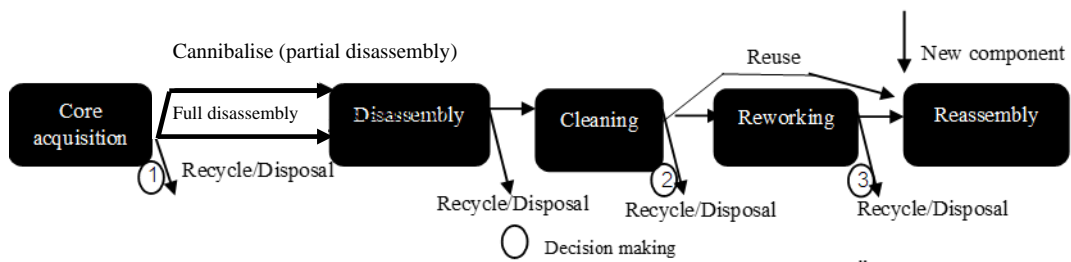 Cannibalise (partial disassembly)
Reuse
New component
Core
acquisition
Full disassembly
Disassembly
Cleaning
Reworking
Reassembly
1
Recycle/Disposal
2
3
Recycle/Disposal
Recycle/Disposal
Recycle/Disposal
Decision making